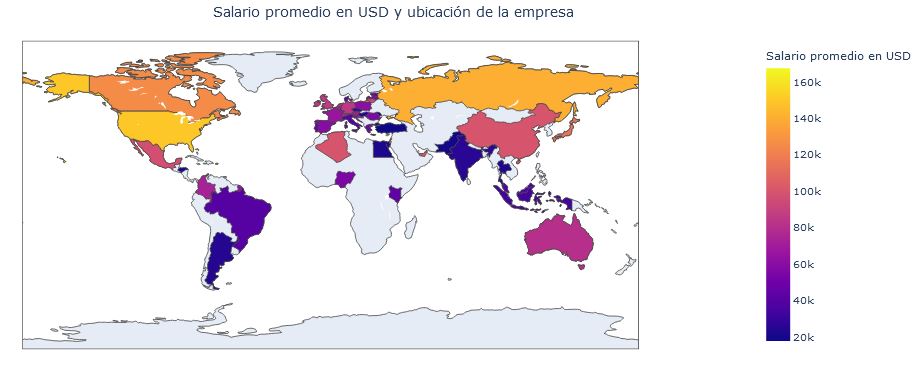 Salario promedio en USD y ubicación de la empresa
Salario promedio en USD
160k
140k
120k
100k
80k
60k
40k
20k